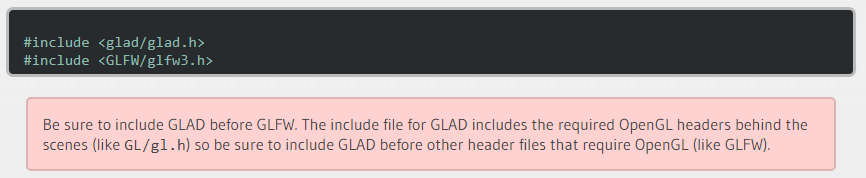 #include <glad/glad.h>
#include <GLFW/glfw3.h>
Be sure to include GLAD before GLFW. The include file for GLAD includes the required OpenGL headers behind the
scenes (like GL/gl.h) so be sure to include GLAD before other header files that require OpenGL (like GLFW).